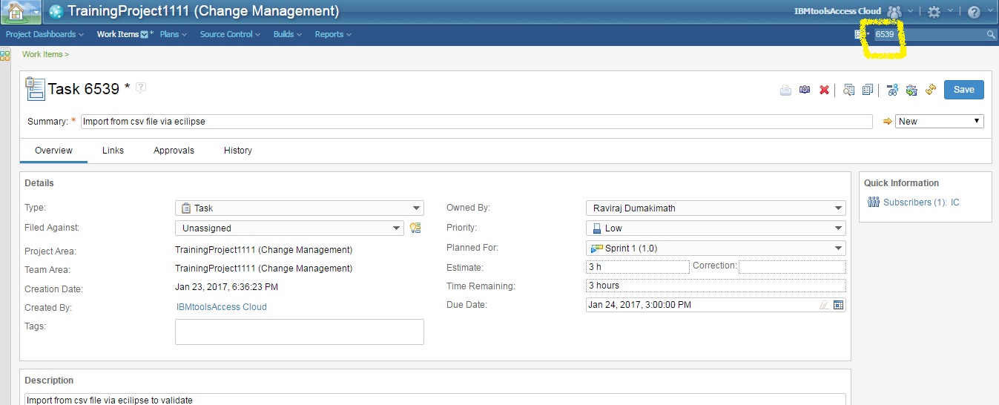 TrainingProject1111 (Change Management)
IBMtoolsAccess Cloud
Project Dashboards Work Items * Plans Source Control Builds Reports
6539
Work Items >
Task 6539 * ?
Save
Summary: * Import from csv file via ecilipse
New
Overview Links Approvals History
Details
Type: Task
Filed Against: Unassigned
Project Area: TrainingProject1111 (Change Management)
Team Area: TrainingProject1111 (Change Management)
Creation Date: Jan 23, 2017, 6:36:23 PM
Created By: IBMtoolsAccess Cloud
Tags:
Owned By: Raviraj Dumakimath
Priority: Low
Planned For: Sprint 1 (1.0)
Estimate: 3 h Correction:
Time Remaining: 3 hours
Due Date: Jan 24, 2017, 3:00:00 PM
Quick Information
Subscribers (1): IC
Description
Import from csv file via ecilipse to validate